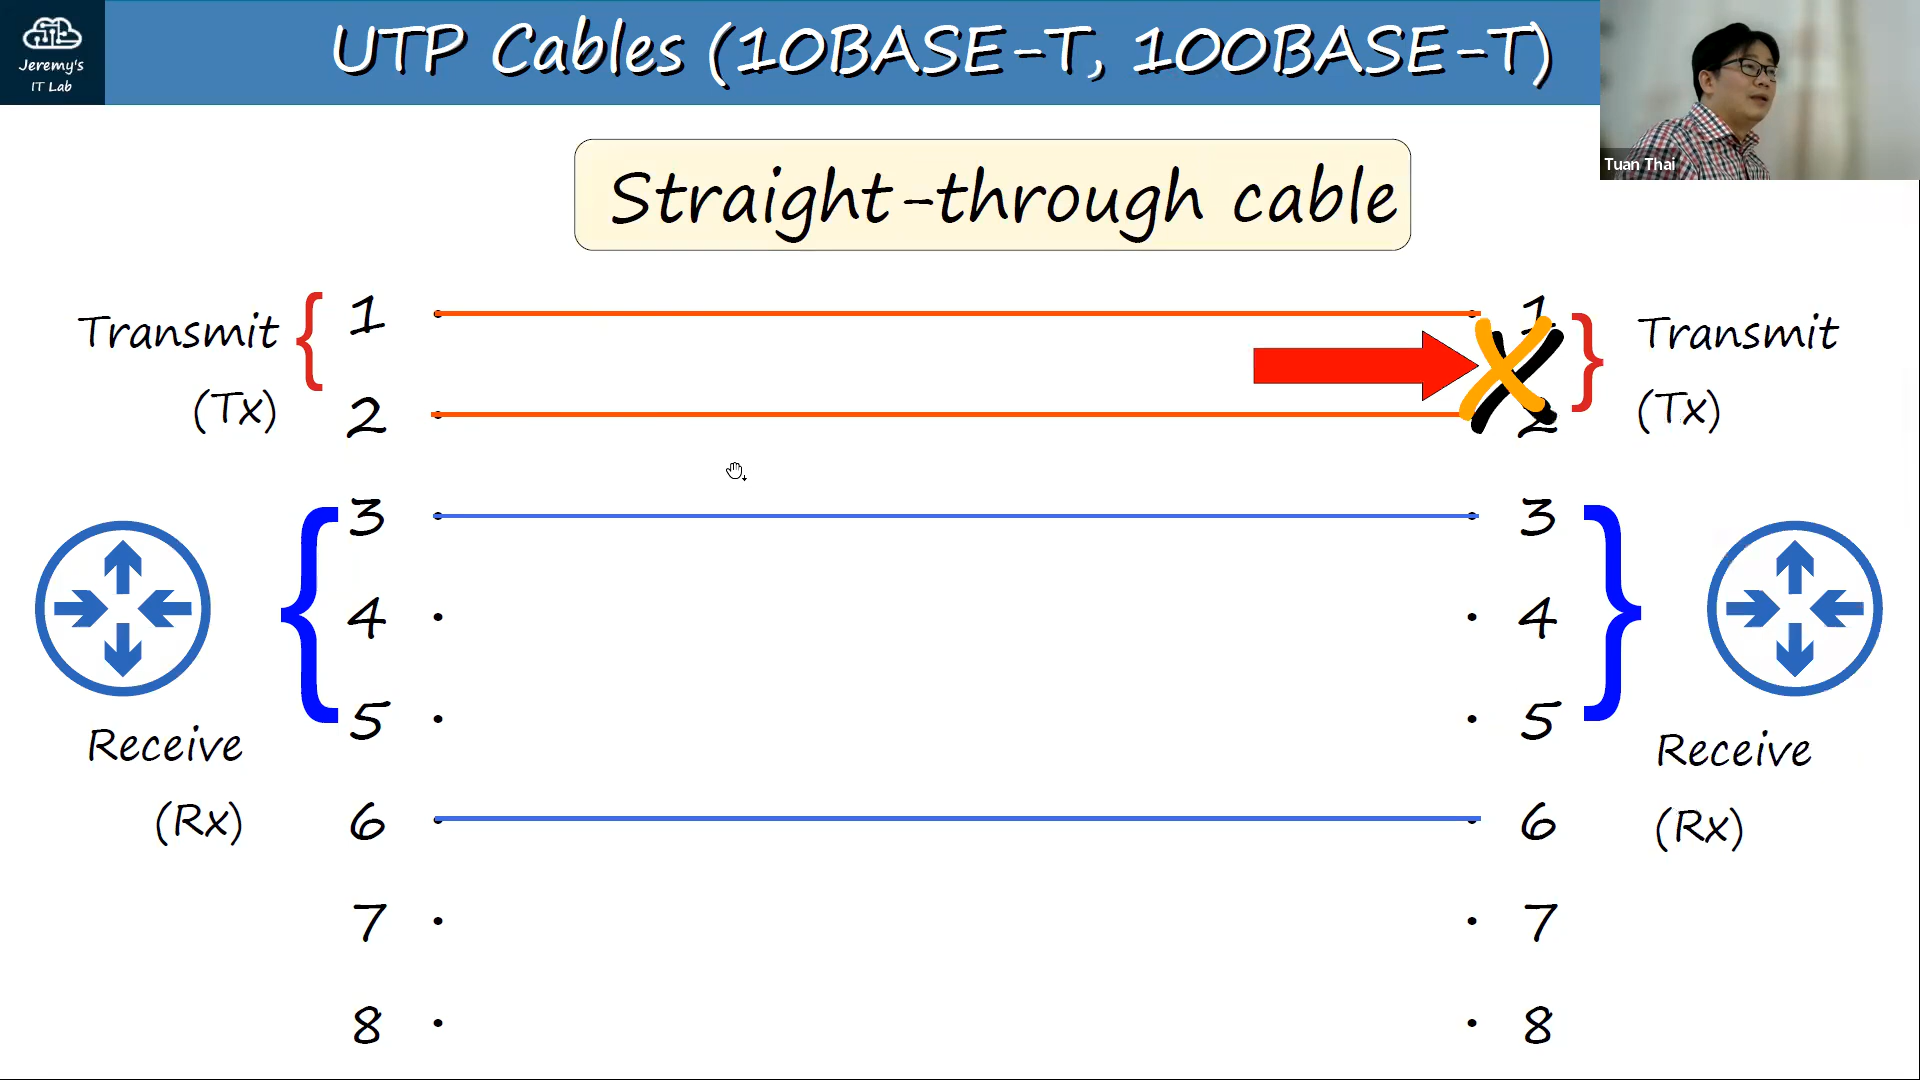 Jeremy's
IT Lab
UTP Cables (10BASE-T, 100BASE-T)
Tuan Thai
Straight-through cable
Transmit
(Tx)
1
2
3
4
5
6
7
8
Receive
(Rx)
1
2
3
4
5
6
7
8
Transmit
(Tx)
Receive
(Rx)